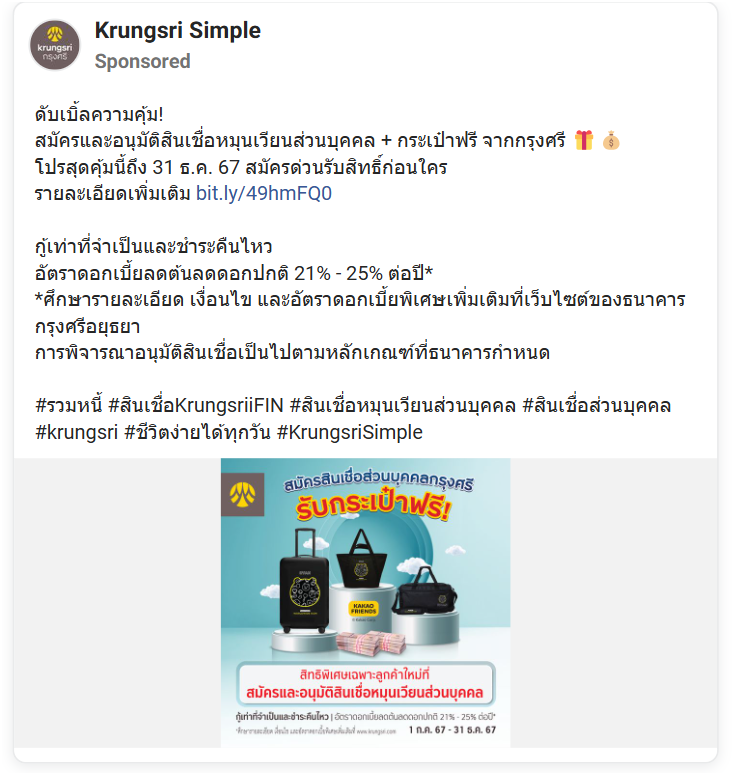 Krungsri Simple
krungsri
กรุงศรี
Sponsored
ดับเบิ้ลความคุ้ม!
สมัครและอนุมัติสินเชื่อหมุนเวียนส่วนบุคคล + กระเป๋าฟรี จากกรุงศรี 🎁 💰
โปรสุดคุ้มนี้ถึง 31 ธ.ค. 67 สมัครด่วนรับสิทธิ์ก่อนใคร
รายละเอียดเพิ่มเติม bit.ly/49hmFQ0
กู้เท่าที่จำเป็นและชำระคืนไหว
อัตราดอกเบี้ยลดต้นลดดอกปกติ 21% - 25% ต่อปี*
*ศึกษารายละเอียด เงื่อนไข และอัตราดอกเบี้ยพิเศษเพิ่มเติมที่เว็บไซต์ของธนาคาร
กรุงศรีอยุธยา
การพิจารณาอนุมัติสินเชื่อเป็นไปตามหลักเกณฑ์ที่ธนาคารกำหนด
#รวมหนี้ #สินเชื่อKrungsriiFIN #สินเชื่อหมุนเวียนส่วนบุคคล #สินเชื่อส่วนบุคคล
#krungsri #ชีวิตง่ายได้ทุกวัน #KrungsriSimple
สมัครสินเชื่อส่วนบุคคลกรุงศรี
รับกระเป๋าฟรี!
KAKAO
FRIENDS
สิทธิพิเศษเฉพาะลูกค้าใหม่ที่
สมัครและอนุมัติสินเชื่อหมุนเวียนส่วนบุคคล
กู้เท่าที่จำเป็นและชำระคืนไหว | อัตราดอกเบี้ยลดต้นลดดอกปกติ 21% - 25% ต่อปี*
*ศึกษารายละเอียด เงื่อนไข และอัตราดอกเบี้ยพิเศษเพิ่มเติมที่ www.krungsri.com
1 ก.ค. 67 - 31 ธ.ค. 67